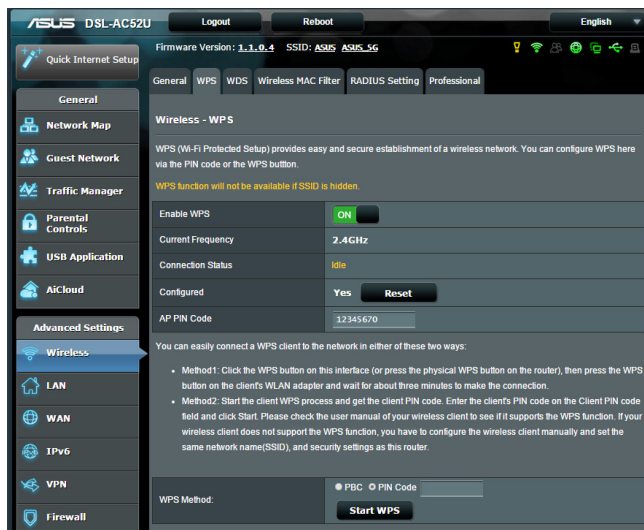 ASUS DSL-AC52U
Logout
Reboot
English
Quick Internet Setup
Firmware Version: 1.1.0.4 SSID: ASUS ASUS_5G
General
WPS
WDS
Wireless MAC Filter
RADIUS Setting
Professional
General
Network Map
Guest Network
Traffic Manager
Parental
Controls
USB Application
AiCloud
Advanced Settings
Wireless
LAN
WAN
IPv6
VPN
Firewall
Wireless - WPS
WPS (Wi-Fi Protected Setup) provides easy and secure establishment of a wireless network. You can configure WPS here
via the PIN code or the WPS buttton.
WPS function will not be available if SSID is hidden.
Enable WPS
ON
Current Frequency
2.4GHz
Connection Status
Idle
Configured
Yes
Reset
AP PIN Code
12345670
You can easily connect a WPS client to the network in either of these two ways:
• Method1: Click the WPS button on this interface (or press the physical WPS button on the router), then press the WPS
button on the client's WLAN adapter and wait for about three minutes to make the connection.
• Method2: Start the client WPS process and get the client PIN code. Enter the client's PIN code on the Client PIN code
field and click Start. Please check the user manual of your wireless client to see if it supports the WPS function. If your
wireless client does not support the WPS function, you have to configure the wireless client manually and set the
same network name(SSID), and security settings as this router.
WPS Method:
PBC
PIN Code
Start WPS